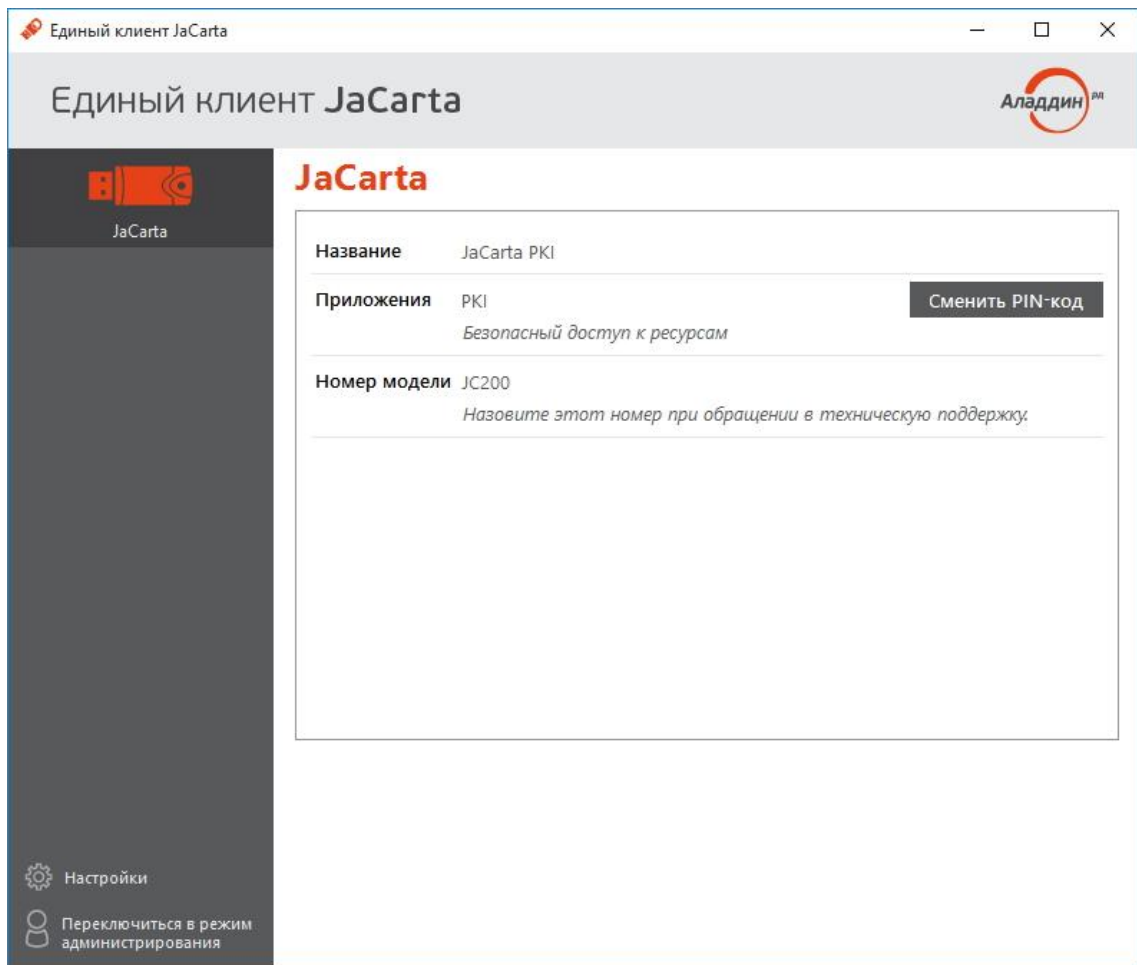 Единый клиент JaCarta
Единый клиент JaCarta
Аладдин РД
JaCarta
JaCarta
Название JaCarta PKI
Приложения PKI Сменить PIN-код
Безопасный доступ к ресурсам
Номер модели JC200
Назовите этот номер при обращении в техническую поддержку.
Настройки
Переключиться в режим
администрирования